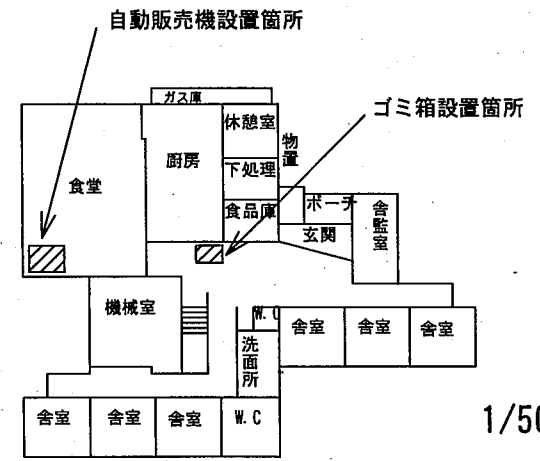 自動販売機設置箇所
ガス庫
ゴミ箱設置箇所
休憩室
物置
厨房
下処理
食堂
食品庫
ポーチ
舎監室
玄関
機械室
W.C
舎室
舎室
舎室
洗面所
舎室
舎室
舎室
W.C
1/50